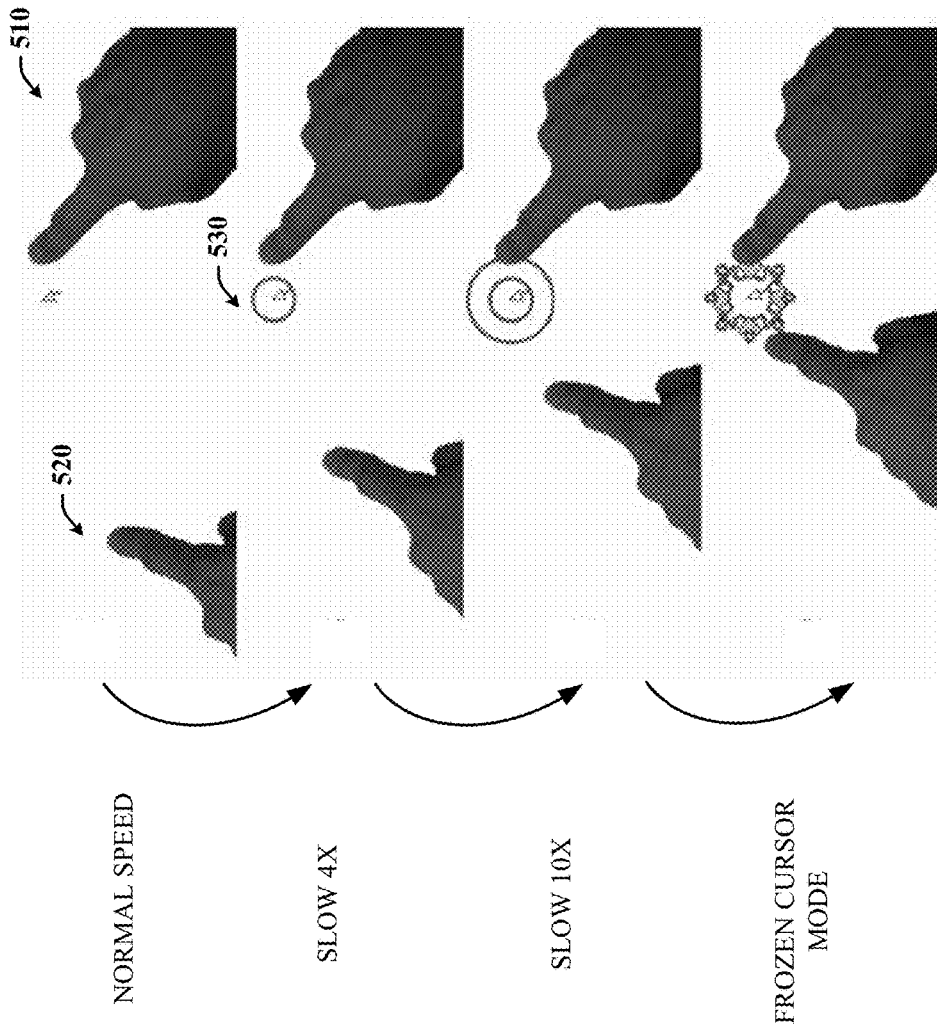 510
520
530
NORMAL SPEED
SLOW 4X
SLOW 10X
FROZEN CURSOR
MODE